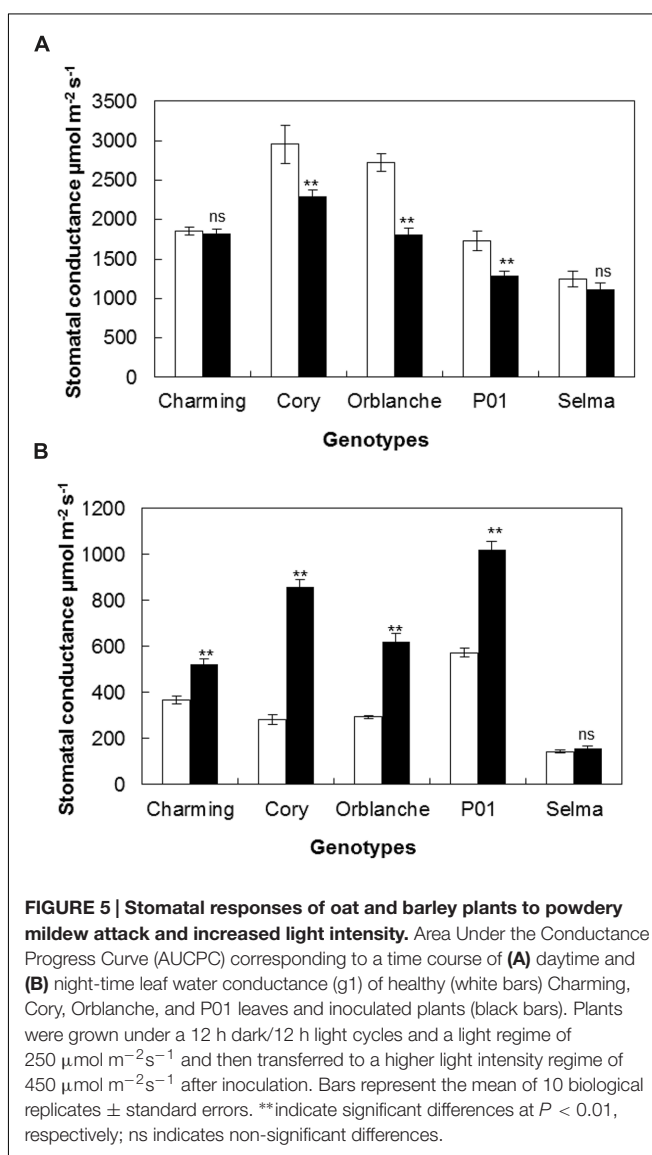 A
Stomatal conductance µmol m-2 s-1
3500
3000
2500
2000
1500
1000
500
0
ns
**
**
**
ns
Charming Cory Orblanche P01 Selma
Genotypes
B
Stomatal conductance µmol m-2 s-1
1200
1000
800
600
400
200
0
**
**
**
**
ns
Charming Cory Orblanche P01 Selma
Genotypes
FIGURE 5 | Stomatal responses of oat and barley plants to powdery
mildew attack and increased light intensity. Area Under the Conductance
Progress Curve (AUCPC) corresponding to a time course of (A) daytime and
(B) night-time leaf water conductance (g1) of healthy (white bars) Charming,
Cory, Orblanche, and P01 leaves and inoculated plants (black bars). Plants
were grown under a 12 h dark/12 h light cycles and a light regime of
250 µmol m−2s−1 and then transferred to a higher light intensity regime of
450 µmol m−2s−1 after inoculation. Bars represent the mean of 10 biological
replicates ± standard errors. **indicate significant differences at P < 0.01,
respectively; ns indicates non-significant differences.